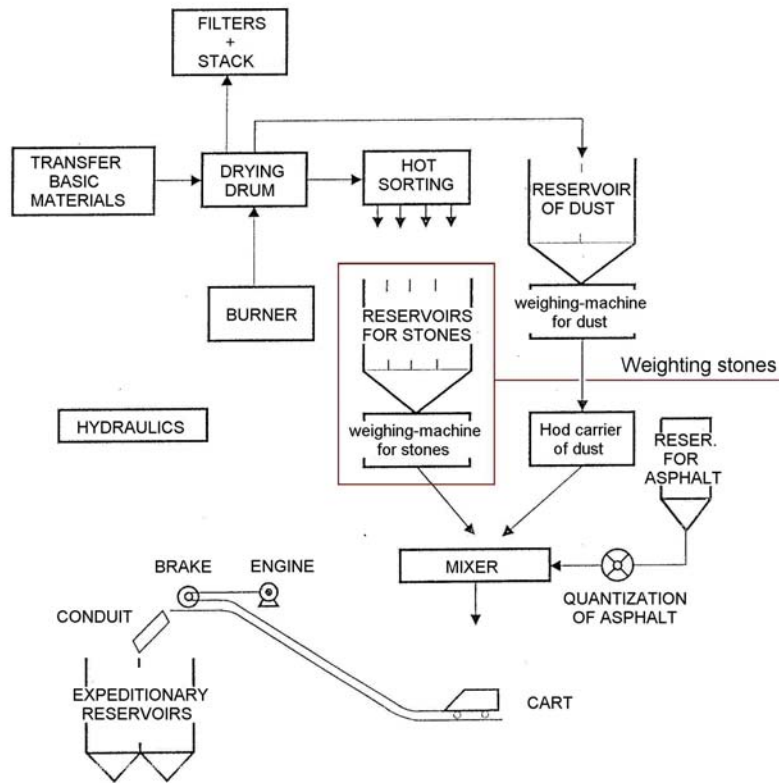 FILTERS
+
STACK
TRANSFER
BASIC
MATERIALS
DRYING
DRUM
HOT
SORTING
RESERVOIR
OF DUST
BURNER
RESERVOIRS
FOR STONES
weighing-machine
for dust
Weighting stones
HYDRAULICS
weighing-machine
for stones
Hod carrier
of dust
RESER.
FOR
ASPHALT
MIXER
BRAKE
ENGINE
QUANTIZATION
OF ASPHALT
CONDUIT
EXPEDITIONARY
RESERVOIRS
CART